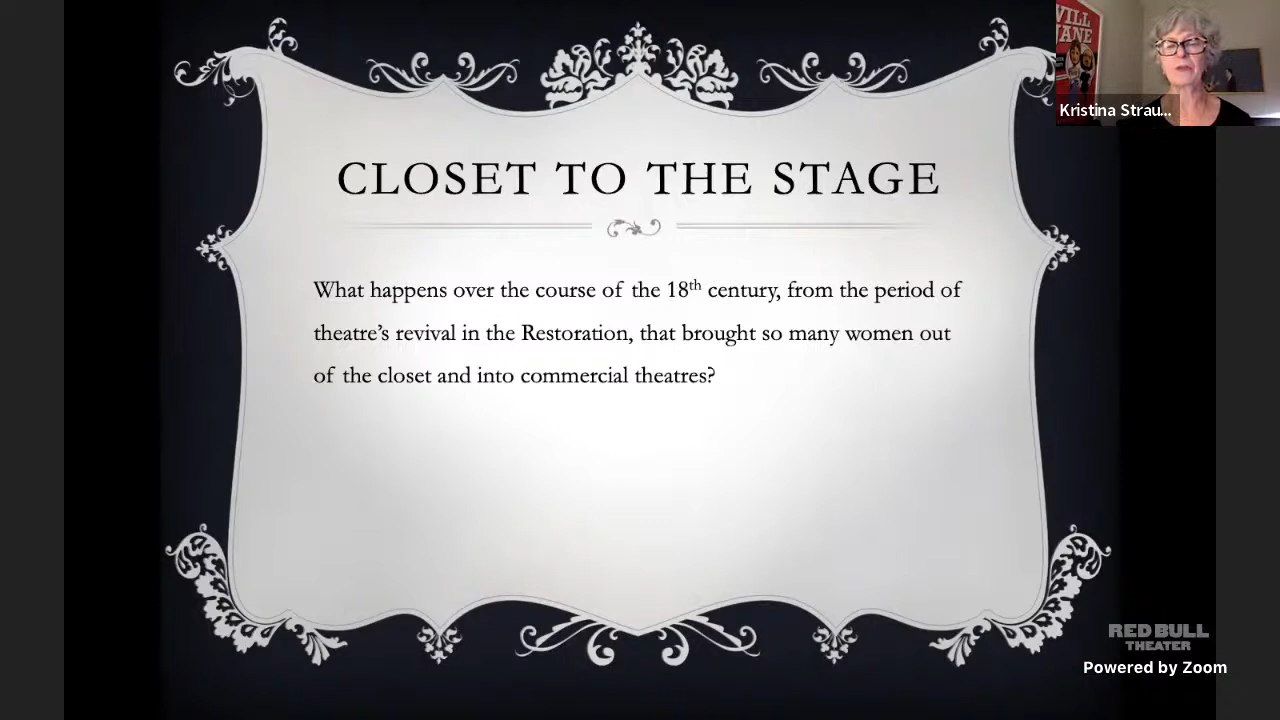 VILL
JANE
Kristina Strau...
CLOSET TO THE STAGE
What happens over the course of the 18th century, from the period of
theatre’s revival in the Restoration, that brought so many women out
of the closet and into commercial theatres?
RED BULL
THEATER
Powered by Zoom